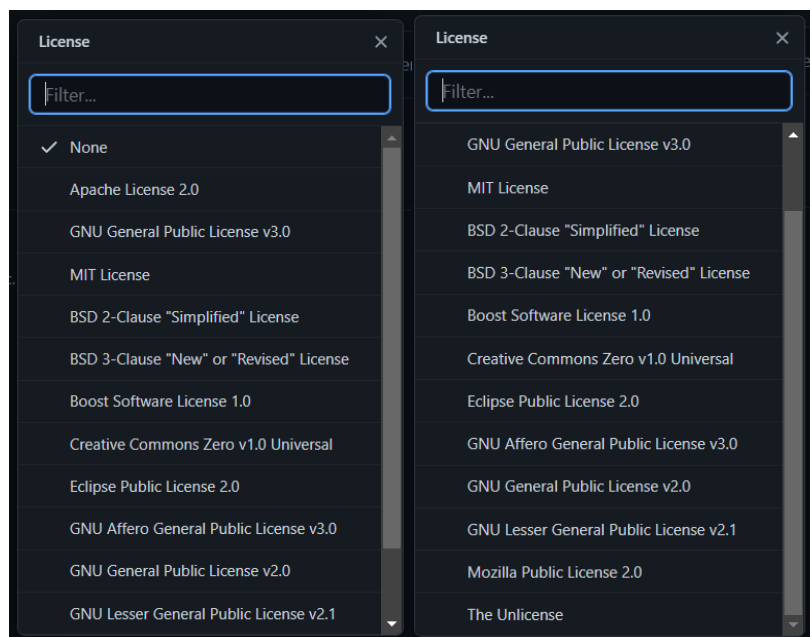 License
Filter...
None
Apache License 2.0
GNU General Public License v3.0
MIT License
BSD 2-Clause "Simplified" License
BSD 3-Clause "New" or "Revised" License
Boost Software License 1.0
Creative Commons Zero v1.0 Universal
Eclipse Public License 2.0
GNU Affero General Public License v3.0
GNU General Public License v2.0
GNU Lesser General Public License v2.1
License
Filter...
GNU General Public License v3.0
MIT License
BSD 2-Clause "Simplified" License
BSD 3-Clause "New" or "Revised" License
Boost Software License 1.0
Creative Commons Zero v1.0 Universal
Eclipse Public License 2.0
GNU Affero General Public License v3.0
GNU General Public License v2.0
GNU Lesser General Public License v2.1
Mozilla Public License 2.0
The Unlicense